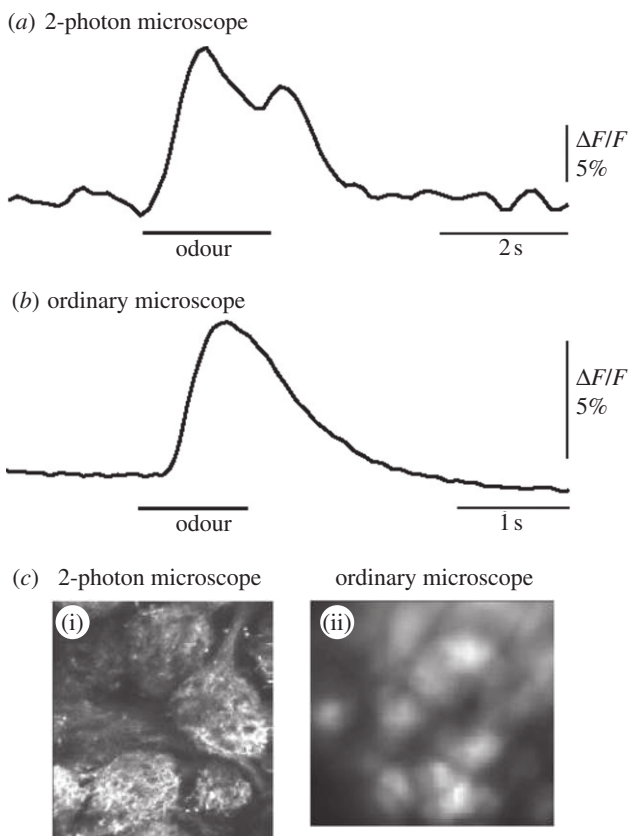 (a) 2-photon microscope
ΔF/F
5%
odour
2 s
(b) ordinary microscope
ΔF/F
5%
odour
1 s
(c) 2-photon microscope
ordinary microscope
(i)
(ii)